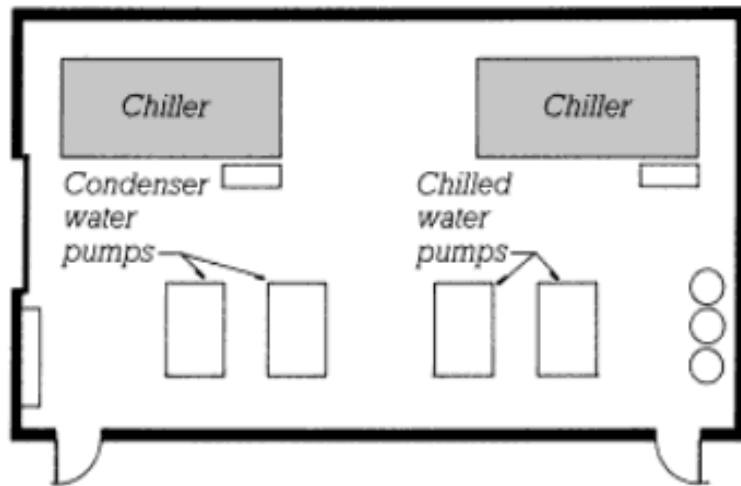 Chiller
Chiller
Condenser
water
pumps
Chilled
water
pumps